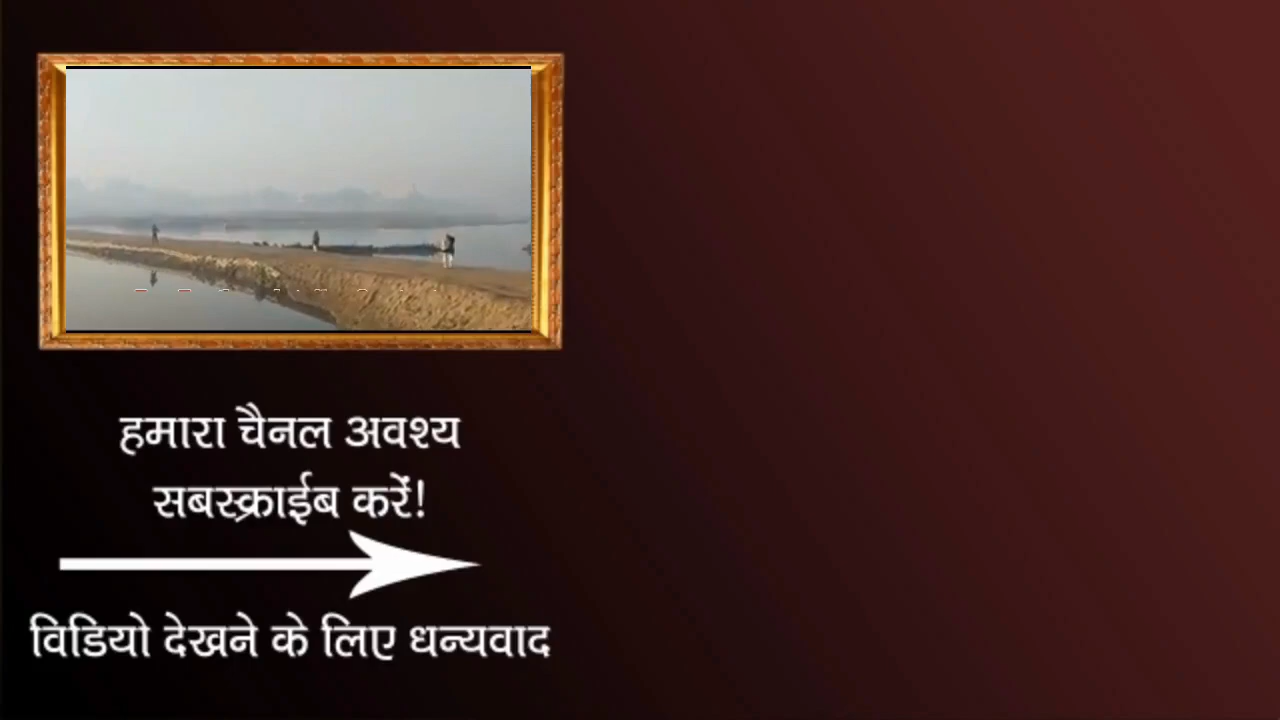 हमारा चैनल अवश्य
सबस्क्राईब करें!
विडियो देखने के लिए धन्यवाद